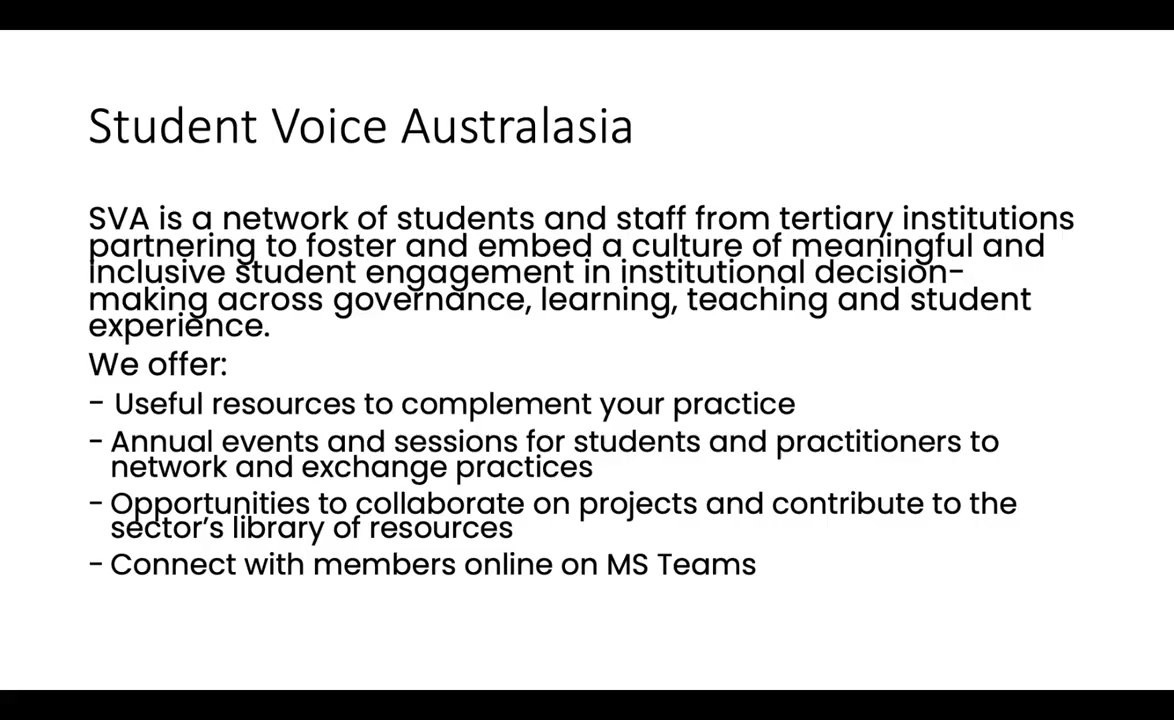 Student Voice Australasia
SVA is a network of students and staff from tertiary institutions
partnering to foster and embed a culture of meaningful and
inclusive student engagement in institutional decision-
making across governance, learning, teaching and student
experience.
We offer:
- Useful resources to complement your practice
- Annual events and sessions for students and practitioners to
network and exchange practices
- Opportunities to collaborate on projects and contribute to the
sector’s library of resources
- Connect with members online on MS Teams